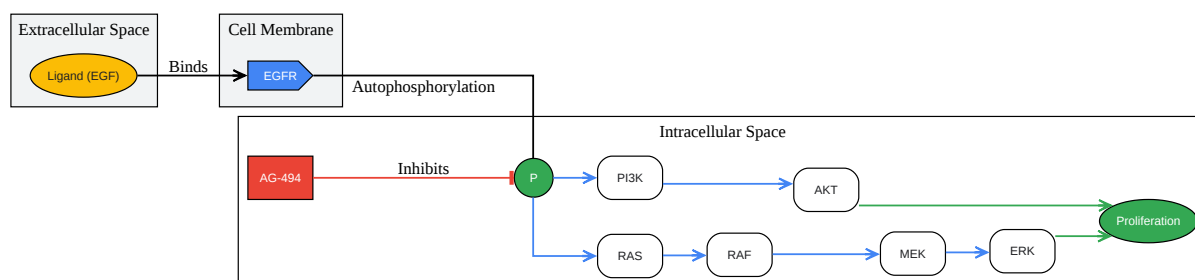 Extracellular Space
Cell Membrane
Ligand (EGF)
Binds
EGFR
Autophosphorylation
Intracellular Space
AG-494
Inhibits
P
PI3K
AKT
Proliferation
RAS
RAF
MEK
ERK